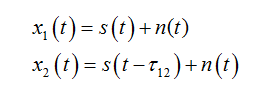 x₁(t) = s(t) + n(t)
x₂(t) = s(t − τ₁₂) + n(t)